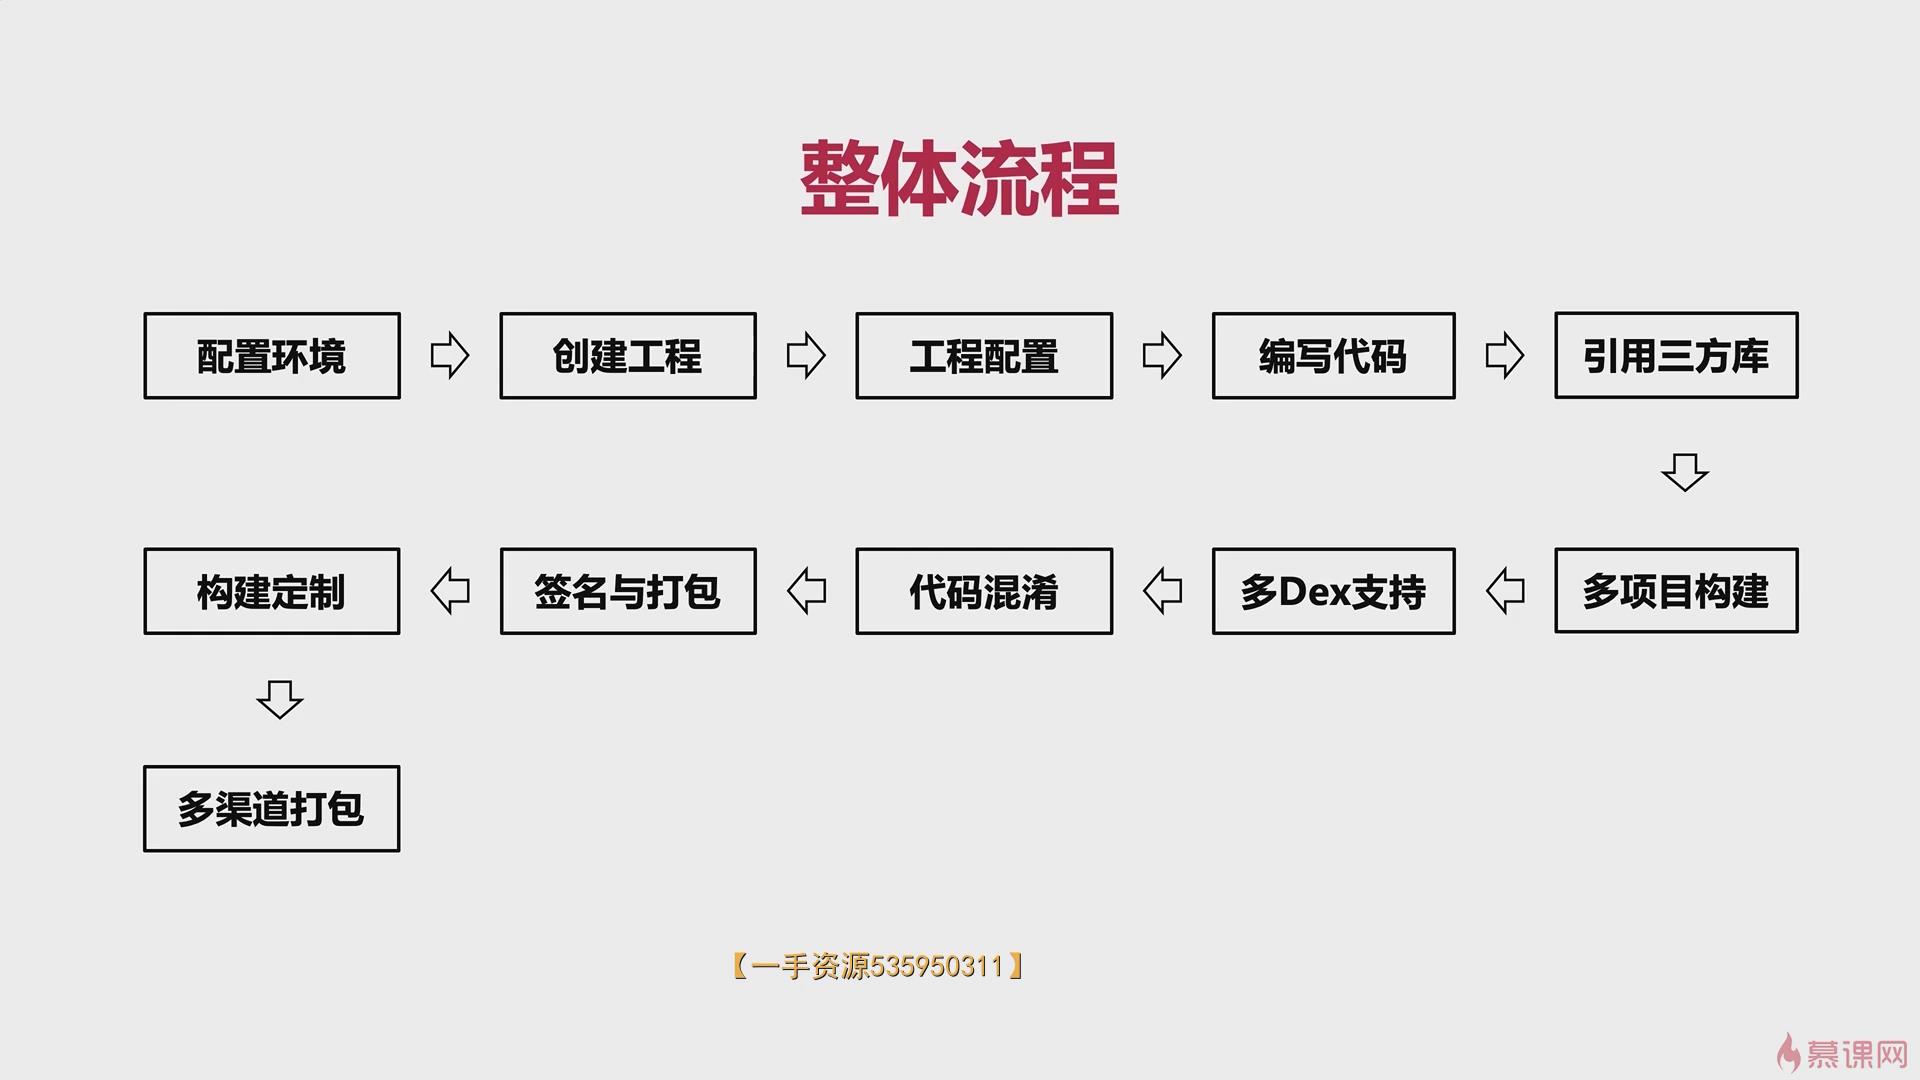 整体流程
配置环境
创建工程
工程配置
编写代码
引用三方库
多项目构建
多Dex支持
代码混淆
签名与打包
构建定制
多渠道打包
【一手资源535950311】
慕课网